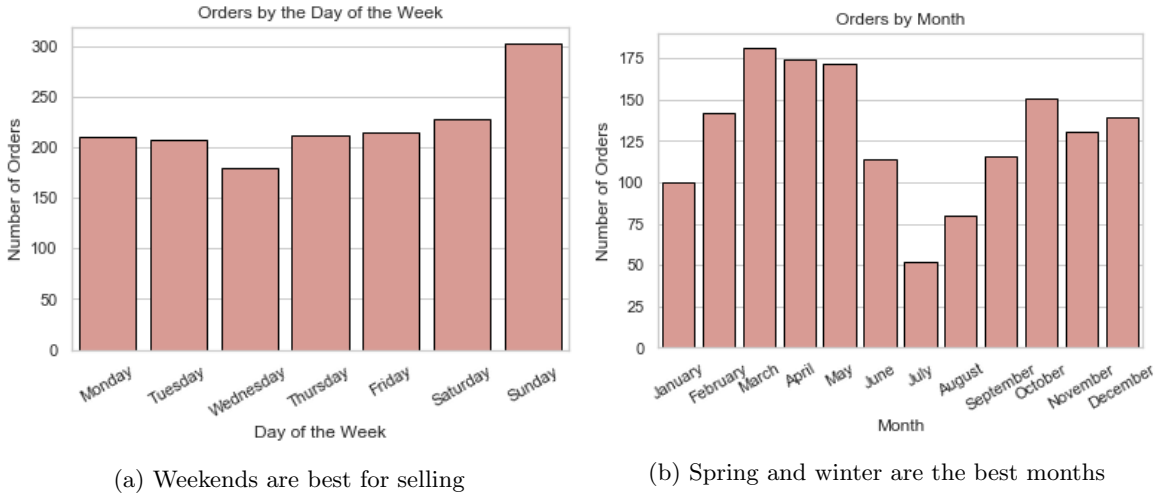 Orders by the Day of the Week
300
250
200
150
100
50
0
Number of Orders
Monday
Tuesday
Wednesday
Thursday
Friday
Saturday
Sunday
Day of the Week
(a) Weekends are best for selling
Orders by Month
175
150
125
100
75
50
25
0
Number of Orders
January
February
March
April
May
June
July
August
September
October
November
December
Month
(b) Spring and winter are the best months